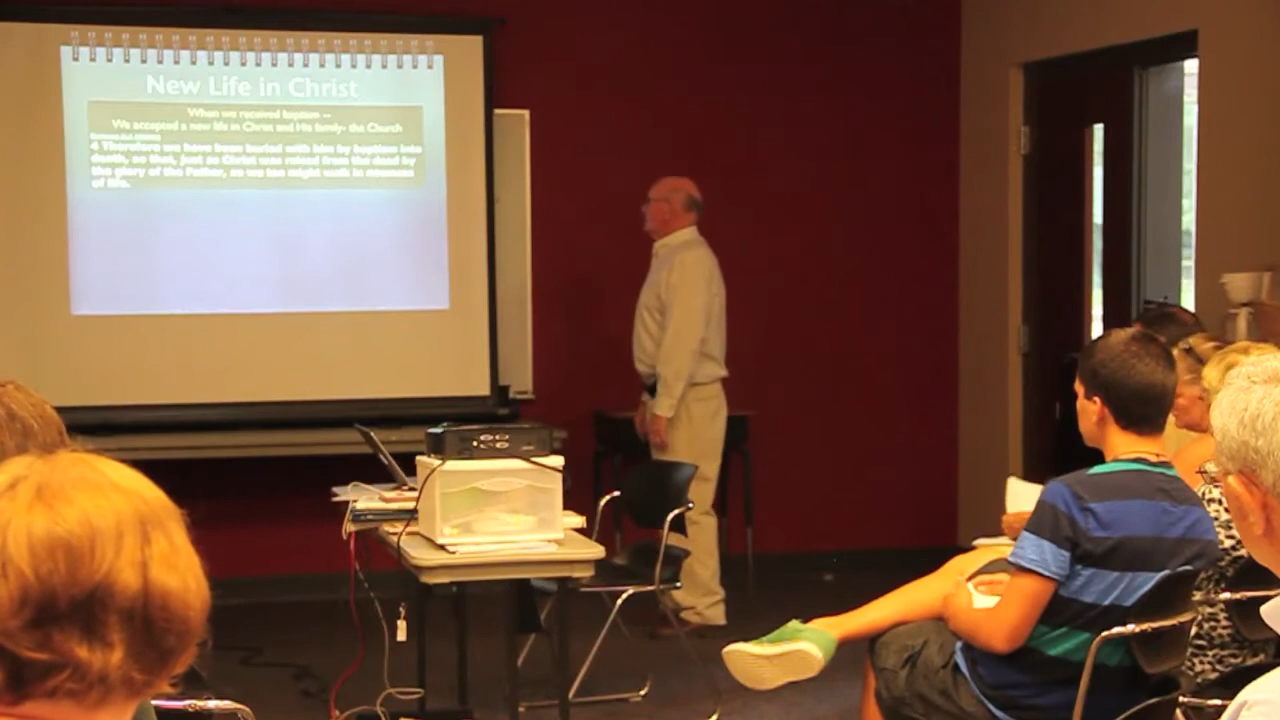 New Life in Christ
When we received baptism --
We accepted a new life in Christ and His family- the Church
4 Therefore we have been buried with him by baptism into
death, so that, just as Christ was raised from the dead by
the glory of the Father, so we too might walk in newness
of life.